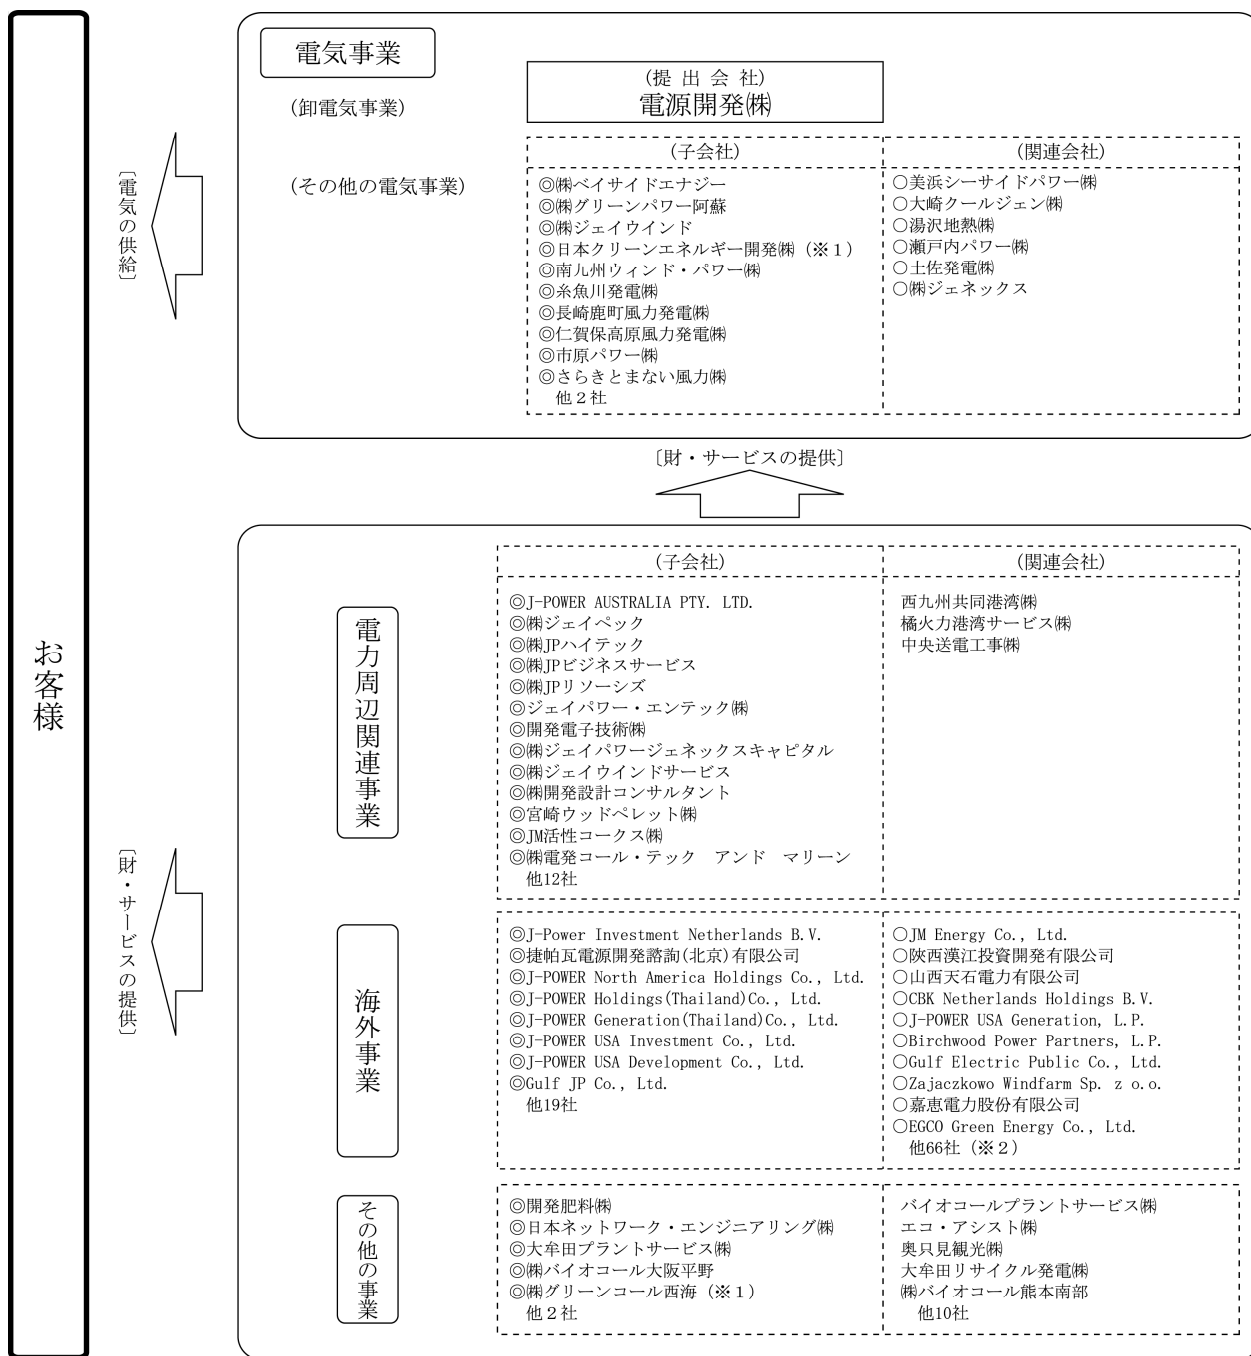 お客様
〔電気の供給〕
〔財・サービスの提供〕
電気事業
(卸電気事業)
(提出会社)
電源開発㈱
(その他の電気事業)
(子会社)
◎㈱ベイサイドエナジー
◎㈱グリーンパワー阿蘇
◎㈱ジェイウインド
◎日本クリーンエネルギー開発㈱（※１）
◎南九州ウィンド・パワー㈱
◎糸魚川発電㈱
◎長崎鹿町風力発電㈱
◎仁賀保高原風力発電㈱
◎市原パワー㈱
◎さらきとまない風力㈱
他２社
(関連会社)
○美浜シーサイドパワー㈱
○大崎クールジェン㈱
○湯沢地熱㈱
○瀬戸内パワー㈱
○土佐発電㈱
○㈱ジェネックス
〔財・サービスの提供〕
電力周辺関連事業
(子会社)
◎J-POWER AUSTRALIA PTY. LTD.
◎㈱ジェイペック
◎㈱JPハイテック
◎㈱JPビジネスサービス
◎㈱JPリソーシズ
◎ジェイパワー・エンテック㈱
◎開発電子技術㈱
◎㈱ジェイパワージェネックスキャピタル
◎㈱ジェイウインドサービス
◎㈱開発設計コンサルタント
◎宮崎ウッドペレット㈱
◎JM活性コークス㈱
◎㈱電発コール・テック　アンド　マリーン
他12社
(関連会社)
西九州共同港湾㈱
橘火力港湾サービス㈱
中央送電工事㈱
海外事業
◎J-Power Investment Netherlands B.V.
◎捷帕瓦電源開発諮詢(北京)有限公司
◎J-POWER North America Holdings Co., Ltd.
◎J-POWER Holdings(Thailand)Co., Ltd.
◎J-POWER Generation(Thailand)Co., Ltd.
◎J-POWER USA Investment Co., Ltd.
◎J-POWER USA Development Co., Ltd.
◎Gulf JP Co., Ltd.
他19社
○JM Energy Co., Ltd.
○陝西漢江投資開発有限公司
○山西天石電力有限公司
○CBK Netherlands Holdings B.V.
○J-POWER USA Generation, L.P.
○Birchwood Power Partners, L.P.
○Gulf Electric Public Co., Ltd.
○Zajaczkowo Windfarm Sp. z o.o.
○嘉恵電力股份有限公司
○EGCO Green Energy Co., Ltd.
他66社（※２）
その他の事業
◎開発肥料㈱
◎日本ネットワーク・エンジニアリング㈱
◎大牟田プラントサービス㈱
◎㈱バイオコール大阪平野
◎㈱グリーンコール西海（※１）
他２社
バイオコールプラントサービス㈱
エコ・アシスト㈱
奥只見観光㈱
大牟田リサイクル発電㈱
㈱バイオコール熊本南部
他10社